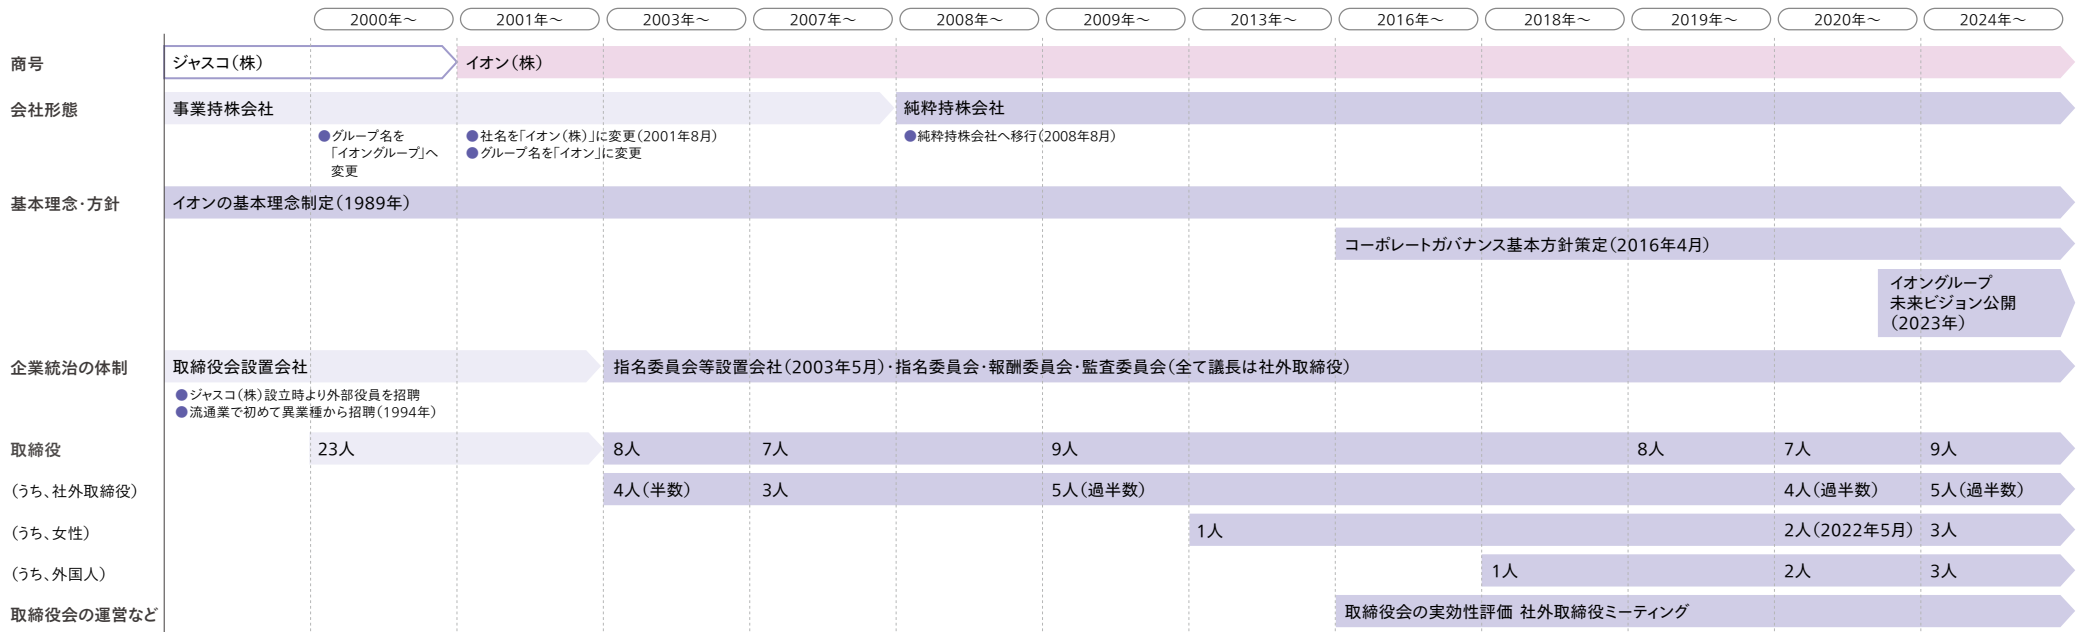 2000年～ 2001年～ 2003年～ 2007年～ 2008年～ 2009年～ 2013年～ 2016年～ 2018年～ 2019年～ 2020年～ 2024年～
商号 ジャスコ（株） イオン（株）
会社形態 事業持株会社 純粋持株会社
●グループ名を
「イオングループ」へ
変更
●社名を「イオン（株）」に変更（2001年8月）
●グループ名を「イオン」に変更
●純粋持株会社へ移行（2008年8月）
基本理念・方針 イオンの基本理念制定（1989年）
コーポレートガバナンス基本方針策定（2016年4月）
イオングループ
未来ビジョン公開
（2023年）
企業統治の体制 取締役会設置会社 指名委員会等設置会社（2003年5月）・指名委員会・報酬委員会・監査委員会（全て議長は社外取締役）
●ジャスコ（株）設立時より外部役員を招聘
●流通業で初めて異業種から招聘（1994年）
取締役 23人 8人 7人 9人 8人 7人 9人
（うち、社外取締役） 4人（半数） 3人 5人（過半数） 4人（過半数） 5人（過半数）
（うち、女性） 1人 2人（2022年5月） 3人
（うち、外国人） 1人 2人 3人
取締役会の運営など 取締役会の実効性評価 社外取締役ミーティング